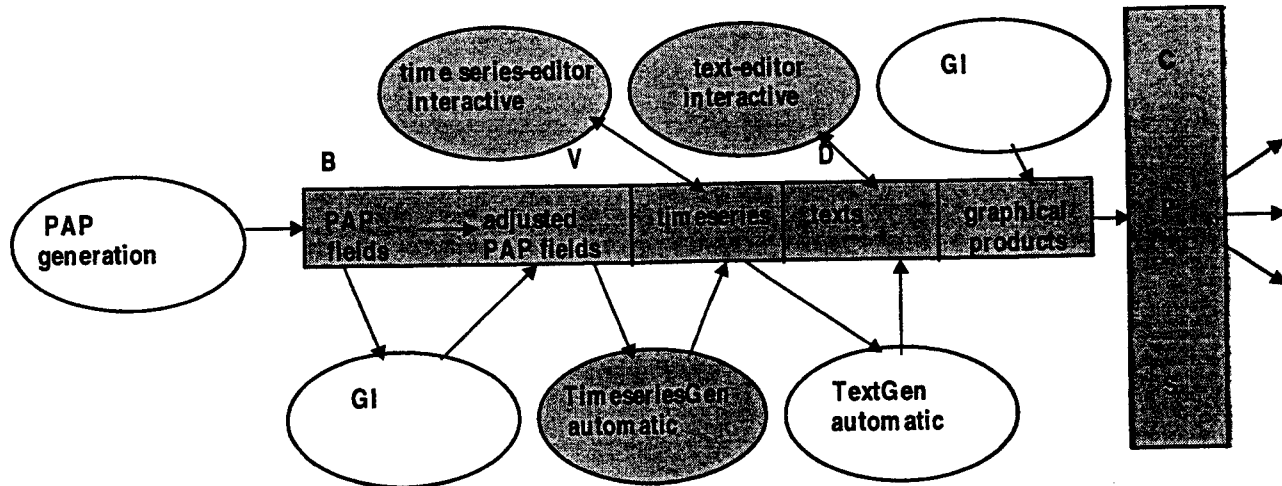 time series-editor
interactive
text-editor
interactive
GI
C
B
V
D
PAP
generation
PAP
fields
adjusted
PAP fields
timeseries
texts
graphical
products
P
S
GI
TimeseriesGen
automatic
TextGen
automatic